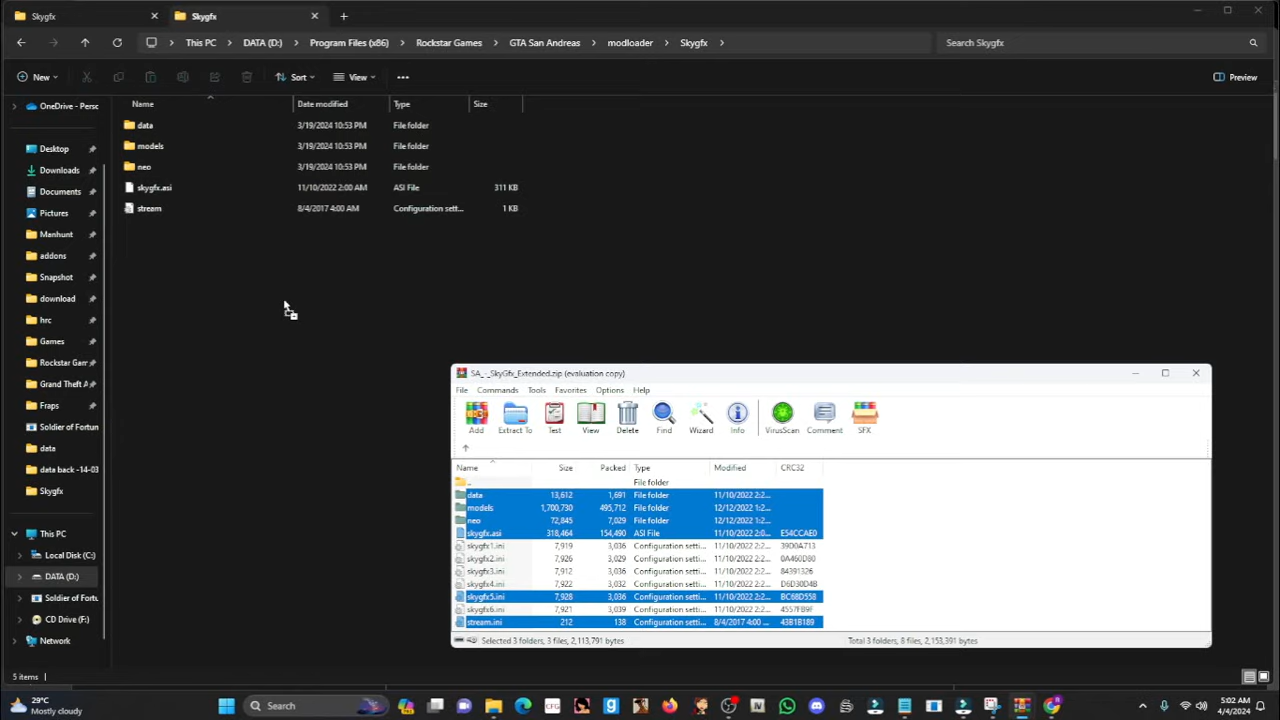 Skygfx
Skygfx
This PC > DATA (D:) > Program Files (x86) > Rockstar Games > GTA San Andreas > modloader > Skygfx >
Search Skygfx
New Sort View ••• Preview
Name Date modified Type Size
OneDrive - Perso
Desktop
Downloads
Documents
Pictures
Manhunt
addons
Snapshot
download
hrc
Games
Rockstar Gam
Grand Theft A
Fraps
Soldier of Fortun
data
data back -14-03
Skygfx
This PC
Local Disk (C:)
DATA (D:)
Soldier of Fortu
CD Drive (F:)
Network
data 3/19/2024 10:53 PM File folder
models 3/19/2024 10:53 PM File folder
neo 3/19/2024 10:53 PM File folder
skygfx.asi 11/10/2022 2:00 AM ASI File 311 KB
stream 8/4/2017 4:00 AM Configuration sett... 1 KB
SA_-_SkyGfx_Extended.zip (evaluation copy)
File Commands Tools Favorites Options Help
Add Extract To Test View Delete Find Wizard Info VirusScan Comment SFX
Name Size Packed Type Modified CRC32
.. File folder
data 13,612 1,691 File folder 11/10/2022 2:2...
models 1,700,730 495,712 File folder 12/12/2022 1:2...
neo 72,845 7,029 File folder 12/12/2022 1:2...
skygfx.asi 318,464 154,490 ASI File 11/10/2022 2:0... E54CCAE0
skygfx1.ini 7,919 3,036 Configuration setti... 11/10/2022 2:2... 39D0A713
skygfx2.ini 7,926 3,029 Configuration setti... 11/10/2022 2:2... 0A460D80
skygfx3.ini 7,912 3,036 Configuration setti... 11/10/2022 2:2... 84391326
skygfx4.ini 7,922 3,032 Configuration setti... 11/10/2022 2:2... D6D30D4B
skygfx5.ini 7,928 3,036 Configuration setti... 11/10/2022 2:2... BC68D558
skygfx6.ini 7,921 3,039 Configuration setti... 11/10/2022 2:2... 4557FB9F
stream.ini 212 138 Configuration setti... 8/4/2017 4:00 ... 43B1B189
Selected 3 folders, 3 files, 2,113,791 bytes
Total 3 folders, 8 files, 2,153,391 bytes
5 items
29°C
Mostly cloudy
Search
CFG
5:02 AM
4/4/2024